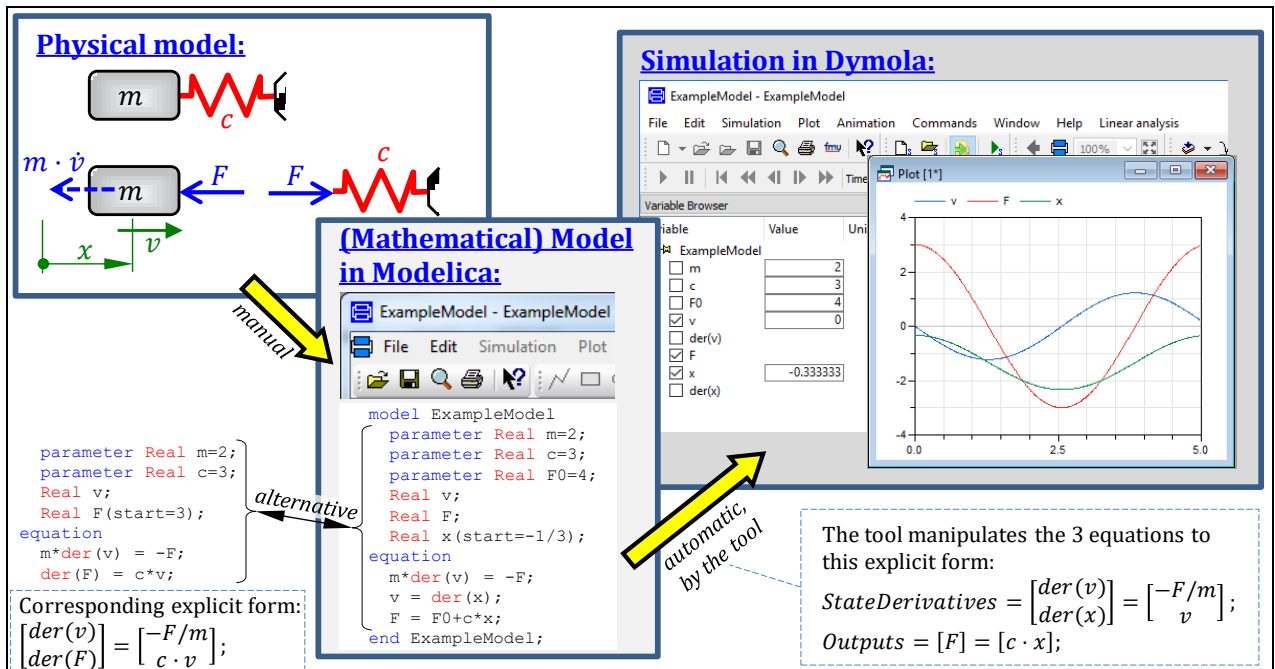 Physical model:
m
c
m · v̇
m
F
F
c
x
v
manual
(Mathematical) Model
in Modelica:
ExampleModel - ExampleModel
File Edit Simulation Plot
model ExampleModel
parameter Real m=2;
parameter Real c=3;
parameter Real F0=4;
Real v;
Real F;
Real x(start=-1/3);
equation
m*der(v) = -F;
v = der(x);
F = F0+c*x;
end ExampleModel;
alternative
parameter Real m=2;
parameter Real c=3;
Real v;
Real F(start=3);
equation
m*der(v) = -F;
der(F) = c*v;
Corresponding explicit form:
[der(v) der(F)] = [−F/m c · v];
automatic,
by the tool
Simulation in Dymola:
ExampleModel - ExampleModel
File Edit Simulation Plot Animation Commands Window Help Linear analysis
fmu 100%
Time
Variable Browser
riable Value Uni
ExampleModel
m 2
c 3
F0 4
v 0
der(v)
F
x -0.333333
der(x)
Plot [1*]
v F x
4
2
0
-2
-4
0.0 2.5 5.0
The tool manipulates the 3 equations to
this explicit form:
StateDerivatives = [der(v) der(x)] = [−F/m v];
Outputs = [F] = [c · x];